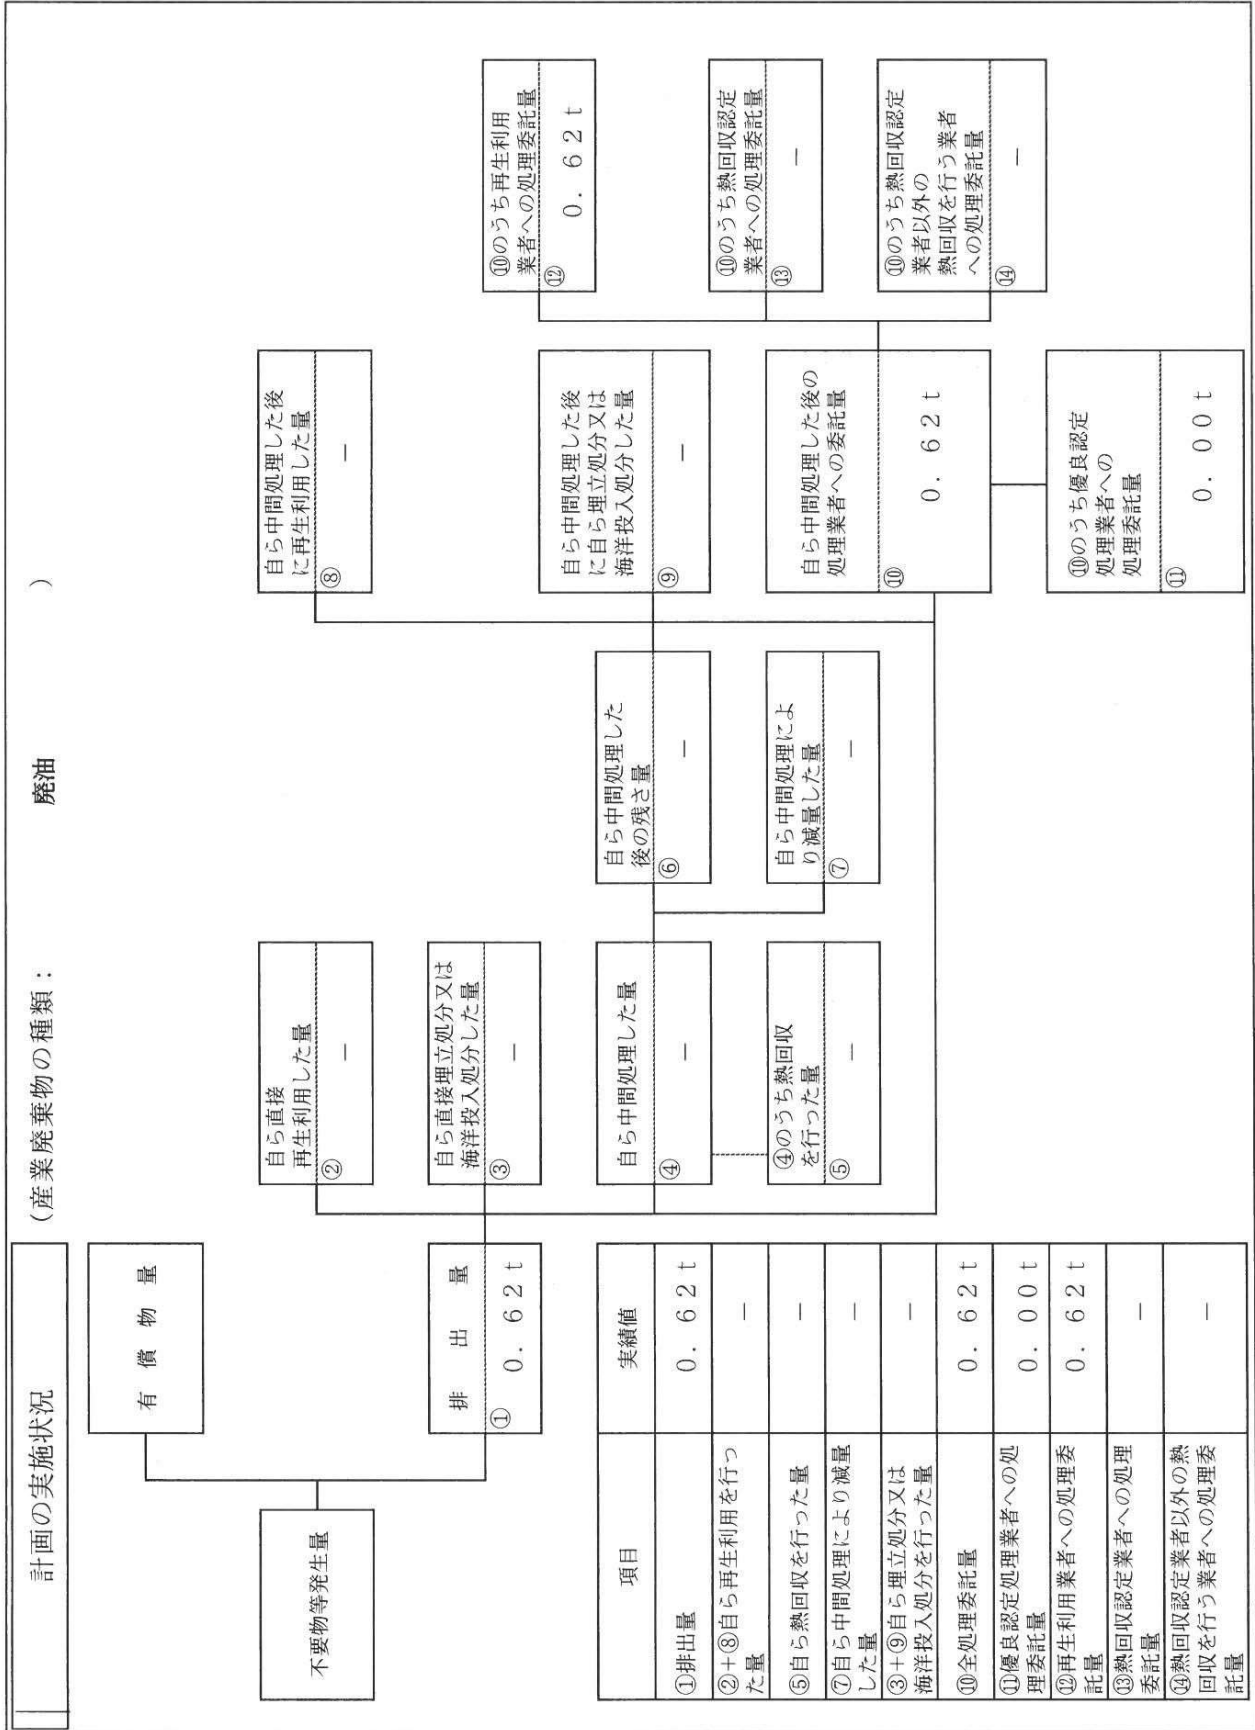 計画の実施状況
(産業廃棄物の種類: 廃油 )
不要物等発生量
有償物量
排出量
① 0.62t
自ら直接
再生利用した量
② －
自ら直接埋立処分又は
海洋投入処分した量
③ －
自ら中間処理した量
④ －
④のうち熱回収
を行った量
⑤ －
自ら中間処理した
後の残さ量
⑥ －
自ら中間処理によ
り減量した量
⑦ －
自ら中間処理した後
に再生利用した量
⑧ －
自ら中間処理した後
に自ら埋立処分又は
海洋投入処分した量
⑨ －
自ら中間処理した後の
処理業者への委託量
⑩ 0.62t
⑩のうち優良認定
処理業者への
処理委託量
⑪ 0.00t
⑩のうち再生利用
業者への処理委託量
⑫ 0.62t
⑩のうち熱回収認定
業者への処理委託量
⑬ －
⑩のうち熱回収認定
業者以外の
熱回収を行う業者
への処理委託量
⑭ －
項目 実績値
①排出量 0.62t
②+⑧自ら再生利用を行っ
た量 －
⑤自ら熱回収を行った量 －
⑦自ら中間処理により減量
した量 －
③+⑨自ら埋立処分又は
海洋投入処分を行った量 －
⑩全処理委託量 0.62t
⑪優良認定処理業者への処
理委託量 0.00t
⑫再生利用業者への処理委
託量 0.62t
⑬熱回収認定業者への処理
委託量 －
⑭熱回収認定業者以外の熱
回収を行う業者への処理委
託量 －